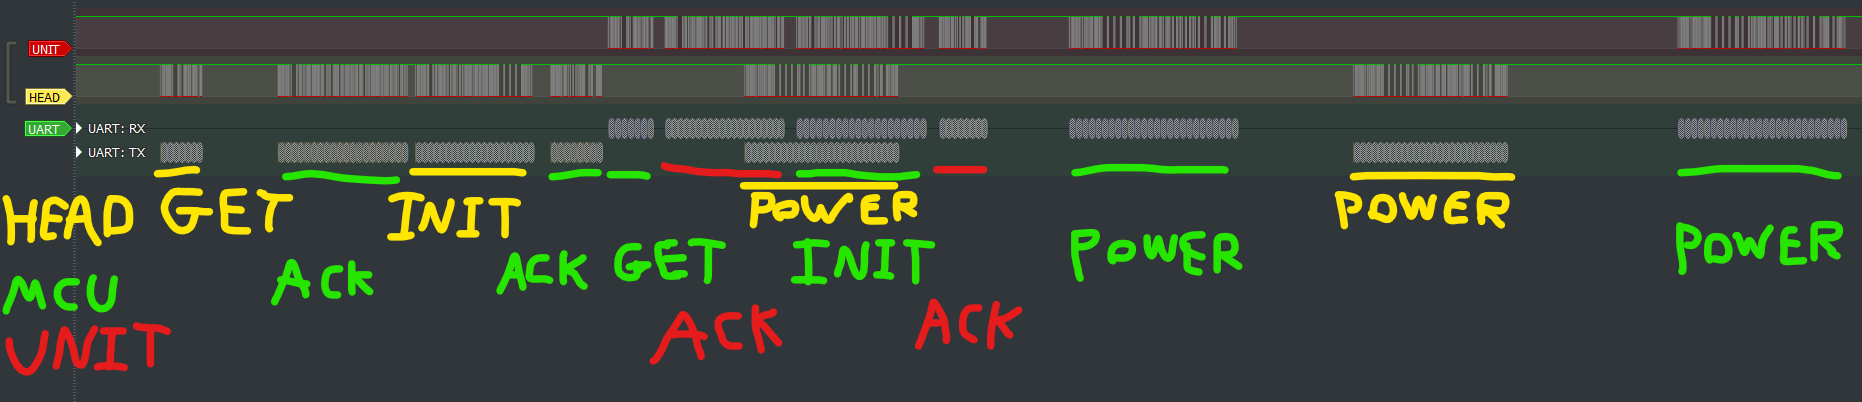 UNIT
HEAD
UART UART: RX
UART: TX
HEAD GET INIT POWER POWER
MCU ACK ACK GET INIT POWER POWER
UNIT ACK ACK